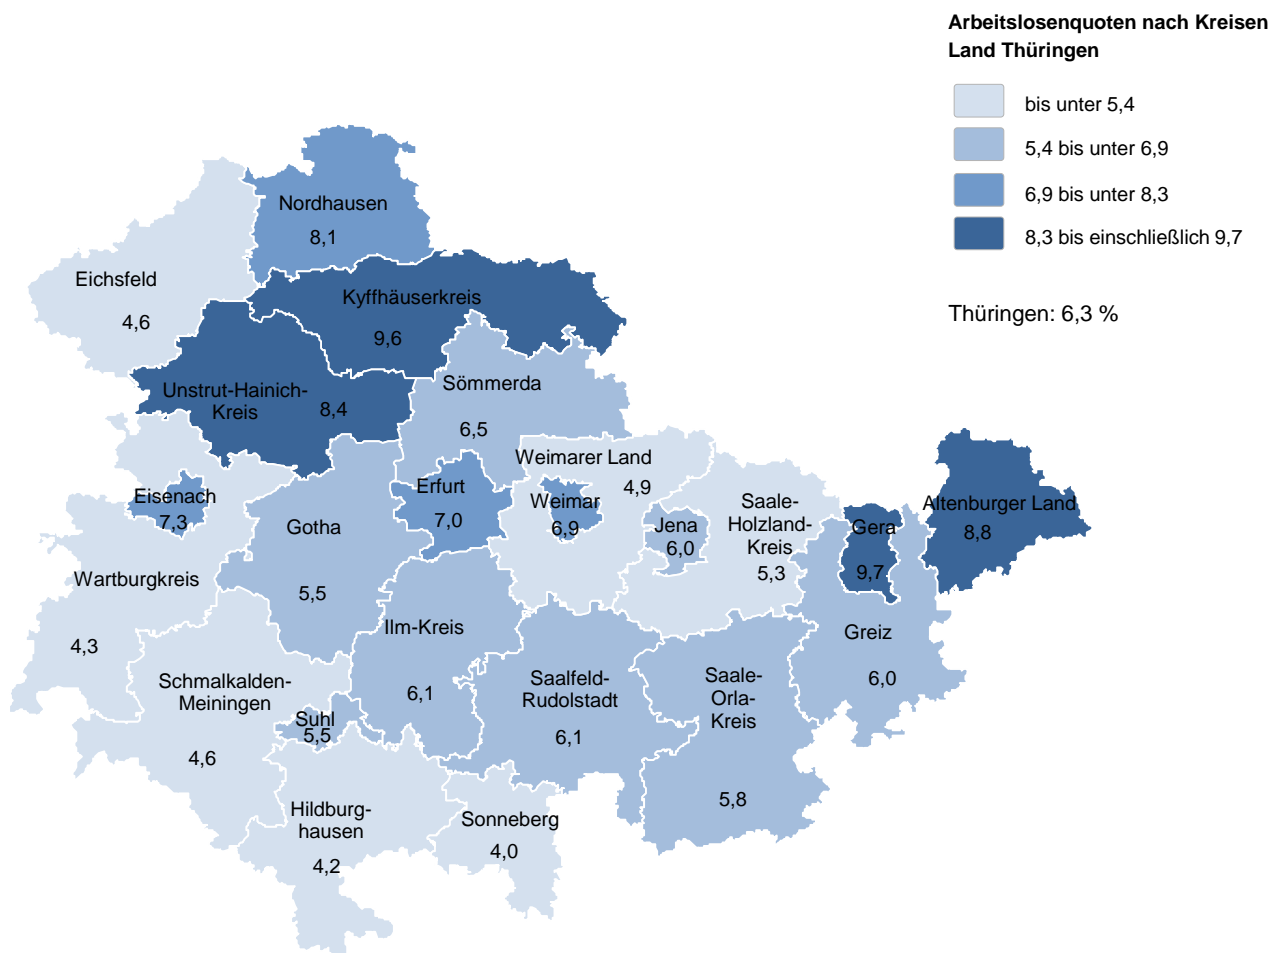 Arbeitslosenquoten nach Kreisen
Land Thüringen
bis unter 5,4
5,4 bis unter 6,9
6,9 bis unter 8,3
8,3 bis einschließlich 9,7
Thüringen: 6,3 %
Nordhausen
8,1
Eichsfeld
4,6
Kyffhäuserkreis
9,6
Unstrut-Hainich-
Kreis
8,4
Sömmerda
6,5
Weimarer Land
4,9
Eisenach
7,3
Erfurt
7,0
Weimar
6,9
Gotha
5,5
Jena
6,0
Saale-
Holzland-
Kreis
5,3
Gera
9,7
Altenburger Land
8,8
Wartburgkreis
4,3
Ilm-Kreis
6,1
Greiz
6,0
Schmalkalden-
Meiningen
4,6
Suhl
5,5
Saalfeld-
Rudolstadt
6,1
Saale-
Orla-
Kreis
5,8
Hildburg-
hausen
4,2
Sonneberg
4,0